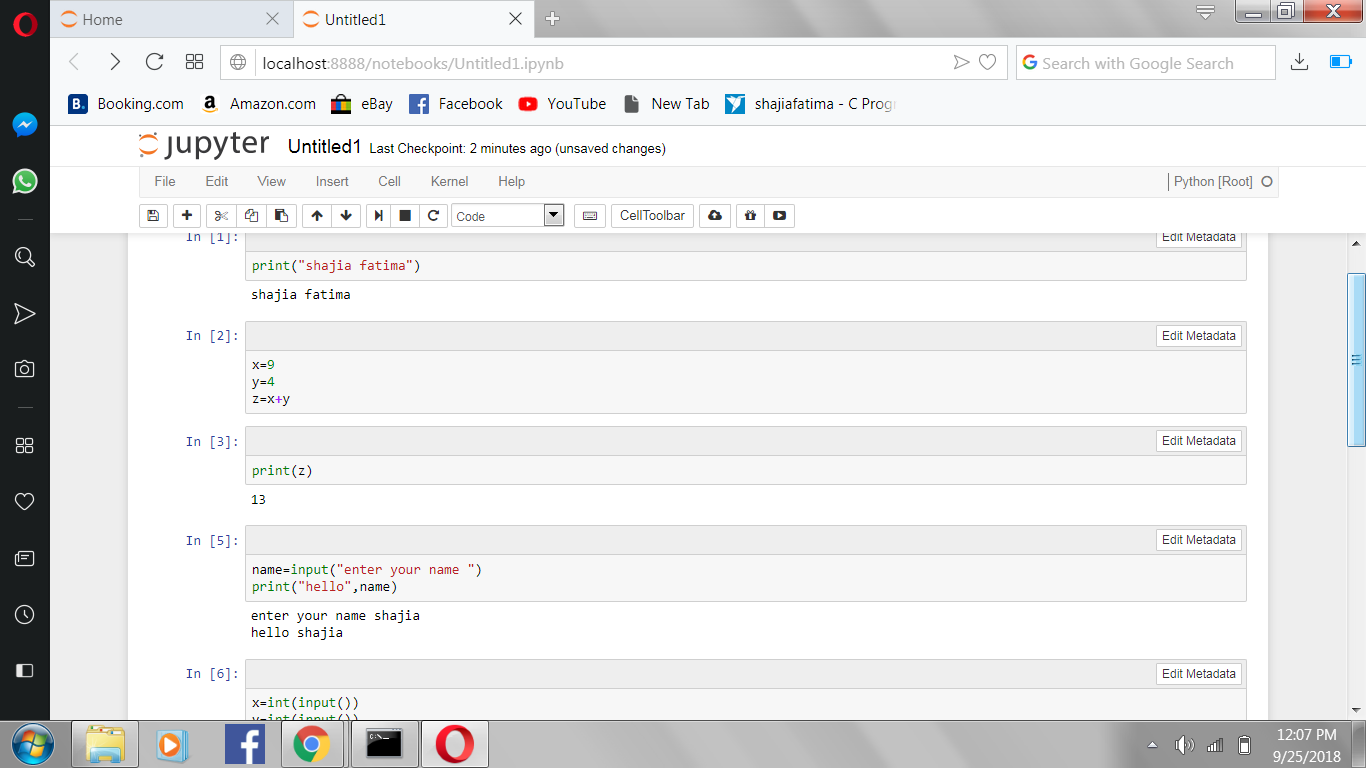 Home
Untitled1
localhost:8888/notebooks/Untitled1.ipynb
Search with Google Search
B. Booking.com
a Amazon.com
eBay
Facebook
YouTube
New Tab
shajiafatima - C Prog
jupyter Untitled1 Last Checkpoint: 2 minutes ago (unsaved changes)
File Edit View Insert Cell Kernel Help
Python [Root]
Code
CellToolbar
In [1]:
Edit Metadata
print("shajia fatima")
shajia fatima
In [2]:
Edit Metadata
x=9
y=4
z=x+y
In [3]:
Edit Metadata
print(z)
13
In [5]:
Edit Metadata
name=input("enter your name ")
print("hello",name)
enter your name shajia
hello shajia
In [6]:
Edit Metadata
x=int(input())
y=int(input())
12:07 PM
9/25/2018